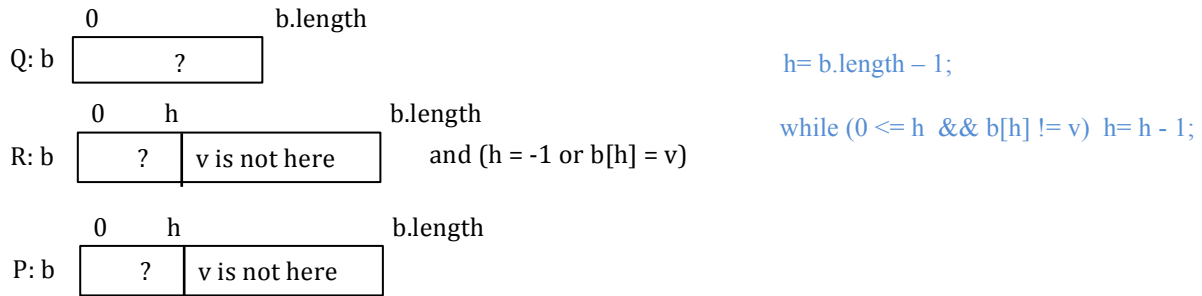 0 b.length
Q: b ?
h= b.length – 1;
0 h b.length
while (0 <= h && b[h] != v) h= h - 1;
R: b ? v is not here and (h = -1 or b[h] = v)
0 h b.length
P: b ? v is not here